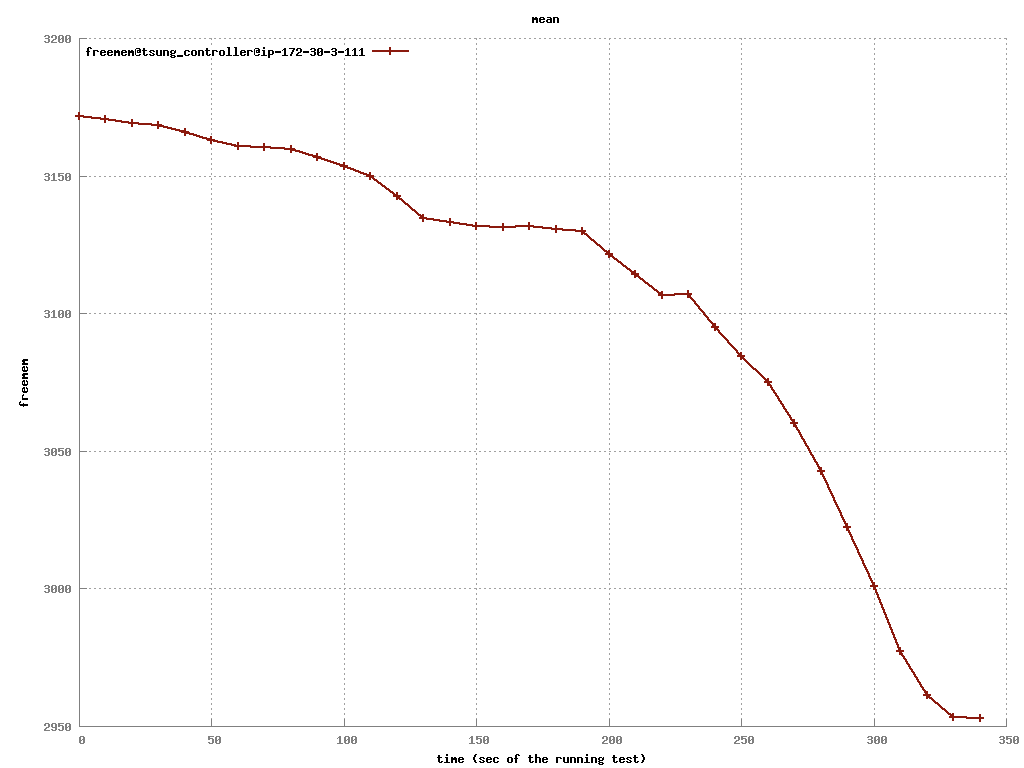 mean
3200
freemem@tsung_controller@ip-172-30-3-111
3150
3100
freemem
3050
3000
2950
0 50 100 150 200 250 300 350
time (sec of the running test)